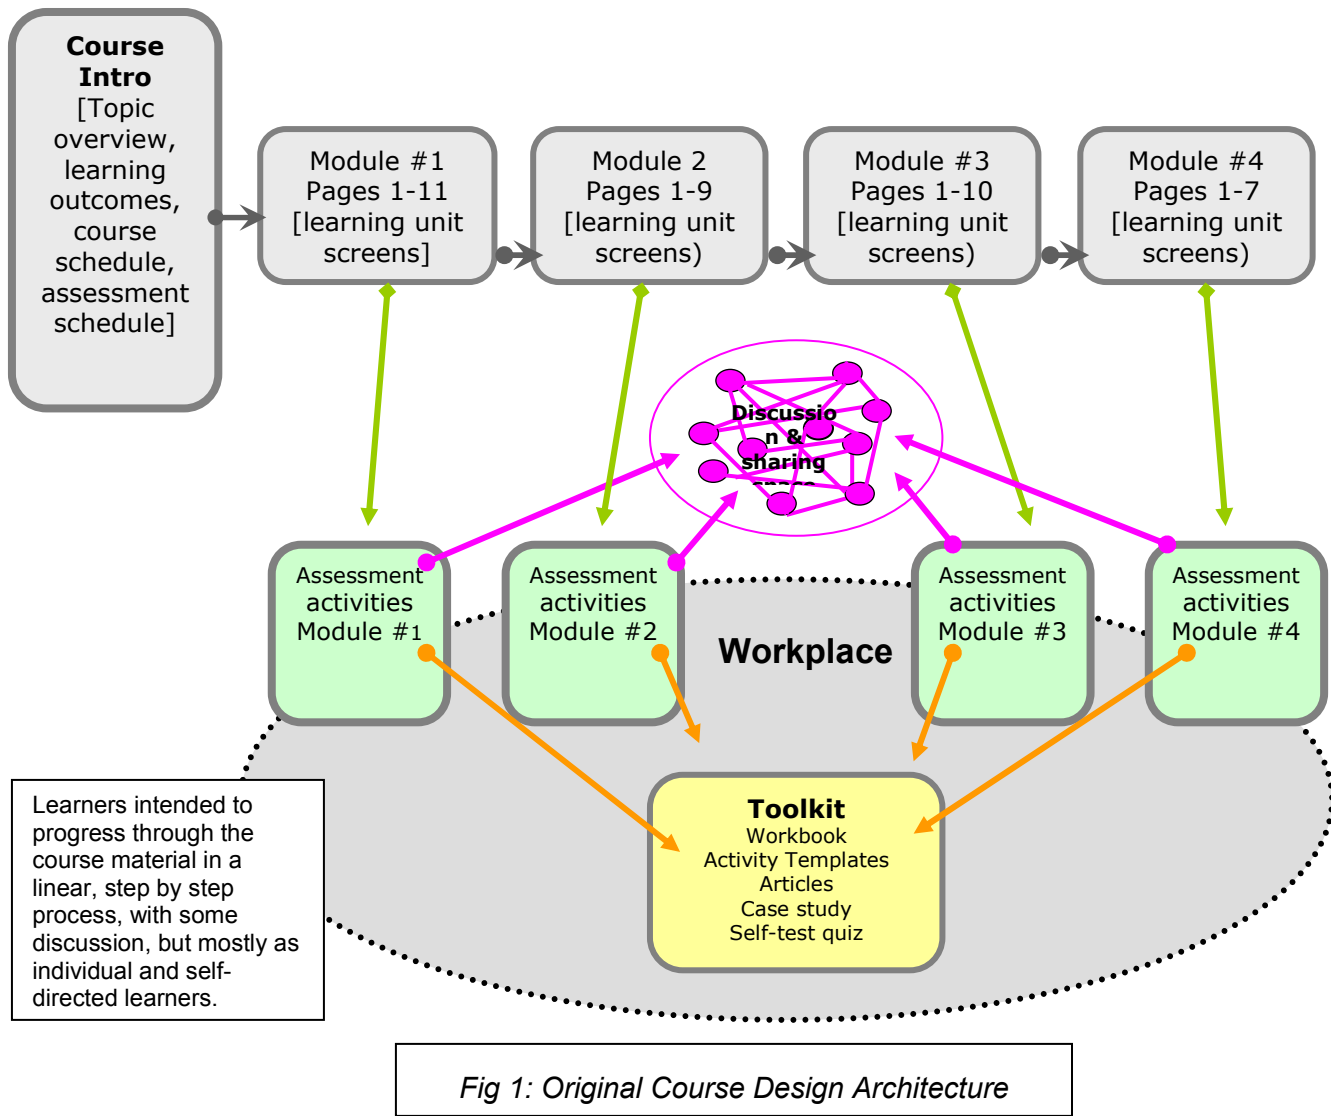 Course
Intro
[Topic
overview,
learning
outcomes,
course
schedule,
assessment
schedule]
Module #1
Pages 1-11
[learning unit
screens]
Module 2
Pages 1-9
[learning unit
screens)
Module #3
Pages 1-10
[learning unit
screens)
Module #4
Pages 1-7
[learning unit
screens)
Discussio
n &
sharing
space
Assessment
activities
Module #1
Assessment
activities
Module #2
Assessment
activities
Module #3
Assessment
activities
Module #4
Workplace
Toolkit
Workbook
Activity Templates
Articles
Case study
Self-test quiz
Learners intended to
progress through the
course material in a
linear, step by step
process, with some
discussion, but mostly as
individual and self-
directed learners.
Fig 1: Original Course Design Architecture